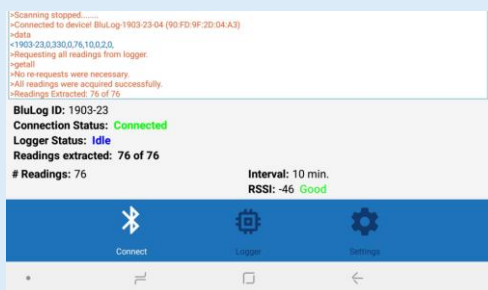 >Scanning stopped........
>Connected to device! BluLog-1903-23-04 (90:FD:9F:2D:04:A3)
>data
<1903-23,0,330,0,76,10,0,2,0,
>Requesting all readings from logger.
>getall
>No re-requests were necessary.
>All readings were acquired successfully.
>Readings Extracted: 76 of 76
BluLog ID: 1903-23
Connection Status: Connected
Logger Status: Idle
Readings extracted: 76 of 76
# Readings: 76 Interval: 10 min.
RSSI: -46 Good
Connect Logger Settings